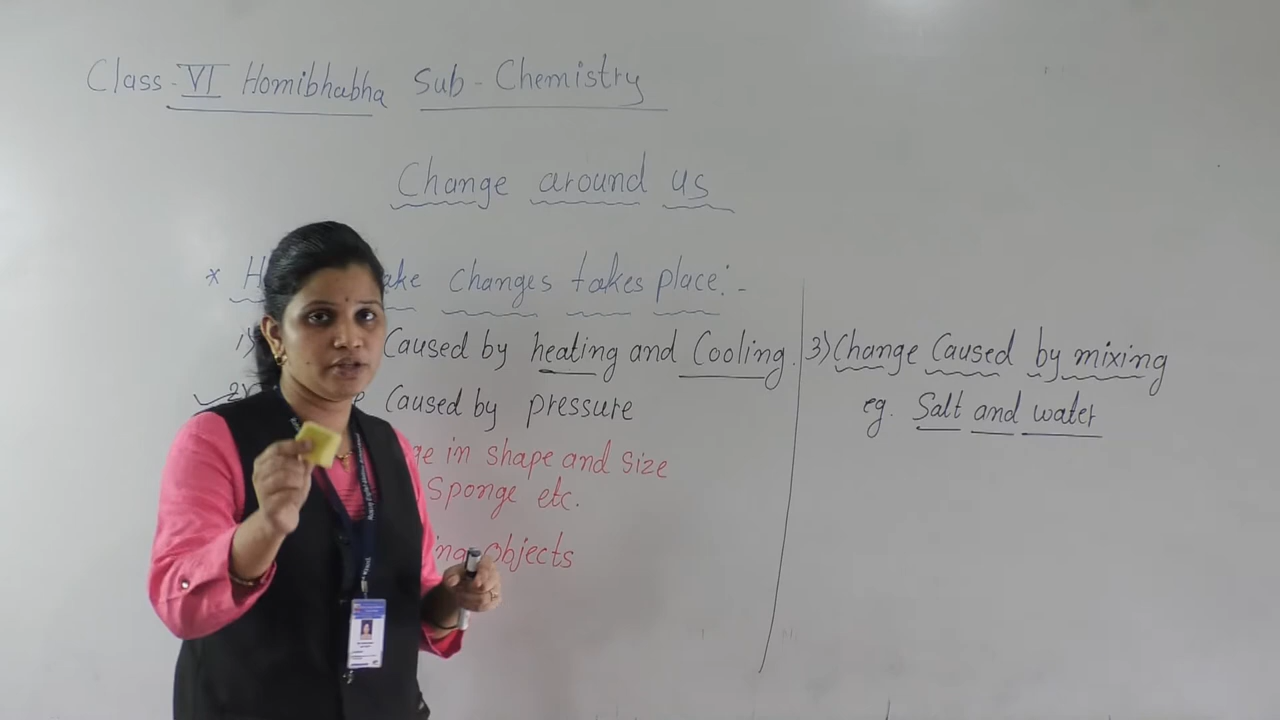 Class - VI Homibhabha Sub - Chemistry
Change around us
* ake changes takes place: -
1) Caused by heating and Cooling.
2) Caused by pressure
ge in shape and size
Sponge etc.
ing objects
3) Change Caused by mixing
eg. Salt and water